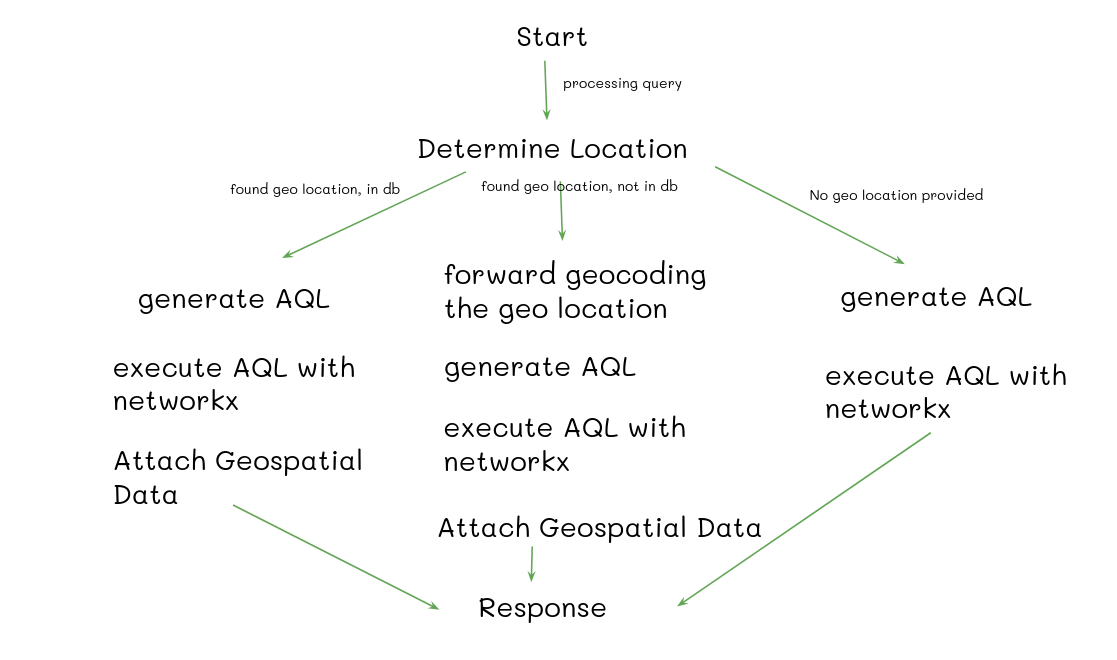 Start
processing query
Determine Location
found geo location, in db
found geo location, not in db
No geo location provided
generate AQL
execute AQL with
networkx
Attach Geospatial
Data
forward geocoding
the geo location
generate AQL
execute AQL with
networkx
Attach Geospatial Data
generate AQL
execute AQL with
networkx
Response